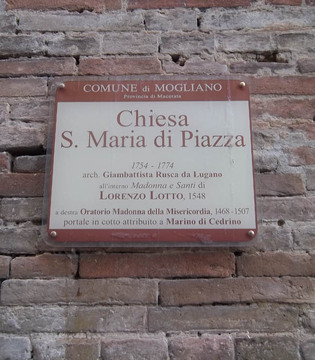 COMUNE di MOGLIANO
Provincia di Macerata
Chiesa
S. Maria di Piazza
1754 - 1774
arch. Giambattista Rusca da Lugano
all'interno Madonna e Santi di
LORENZO LOTTO, 1548
a destra Oratorio Madonna della Misericordia, 1468-1507
portale in cotto attribuito a Marino di Cedrino